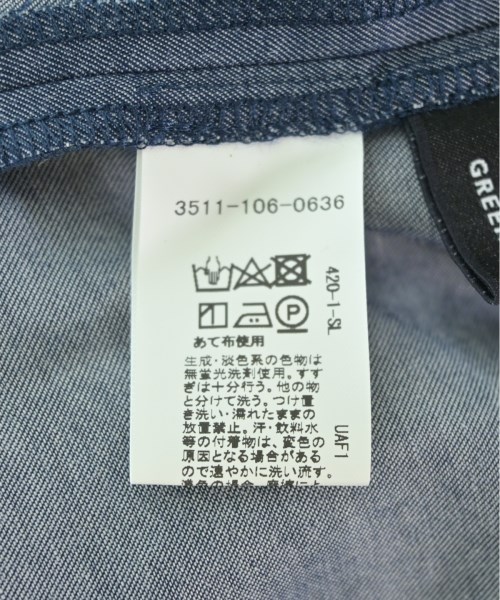 3511-106-0636
420-1-SL
P
あて布使用
生成・淡色系の色物は
無蛍光洗剤使用。すす
ぎは十分行う。他の物
と分けて洗う。つけ置
き洗い・濡れたままの
放置禁止。汗・飲料水
等の付着物は、変色の
原因となる場合がある
ので速やかに洗い流す。
UAF1
GREEN